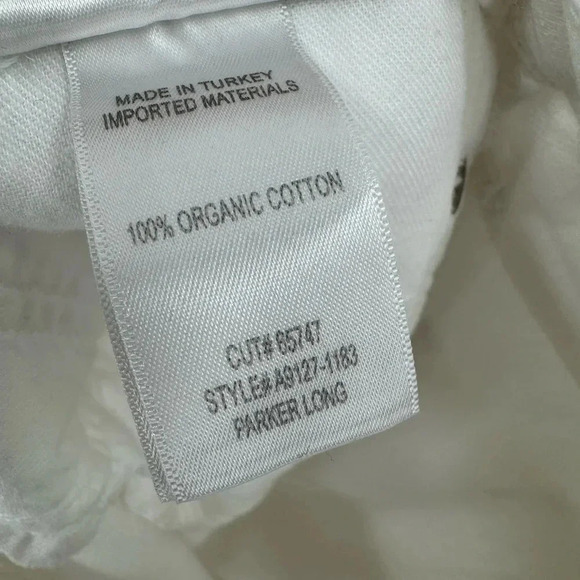 MADE IN TURKEY
IMPORTED MATERIALS
100% ORGANIC COTTON
CUT# 65747
STYLE# A9127-1183
PARKER LONG